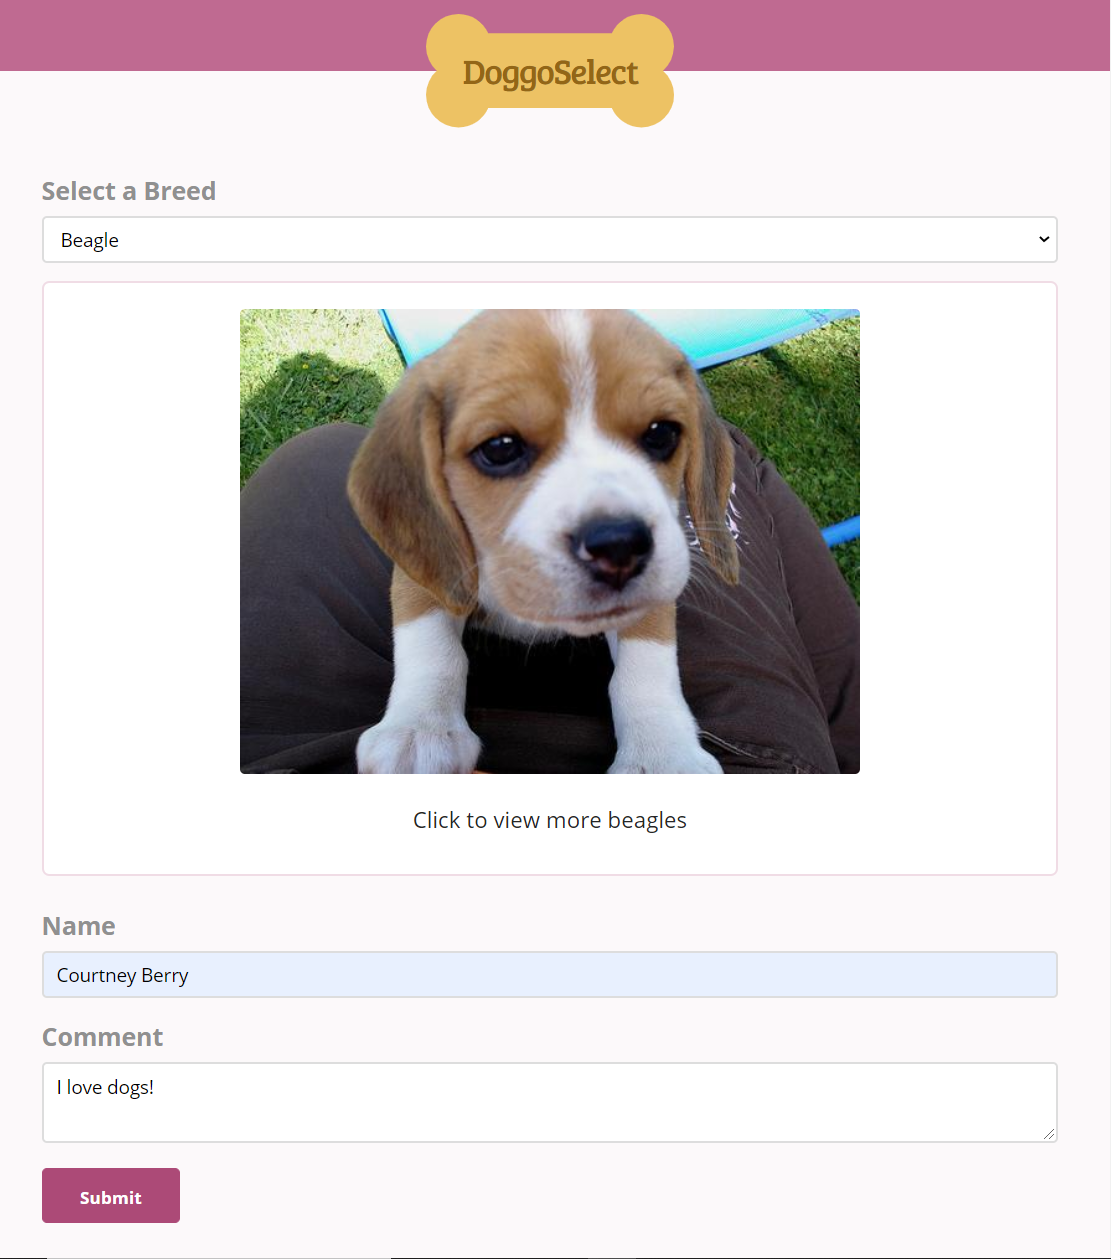 DoggoSelect
Select a Breed
Beagle
Click to view more beagles
Name
Courtney Berry
Comment
I love dogs!
Submit